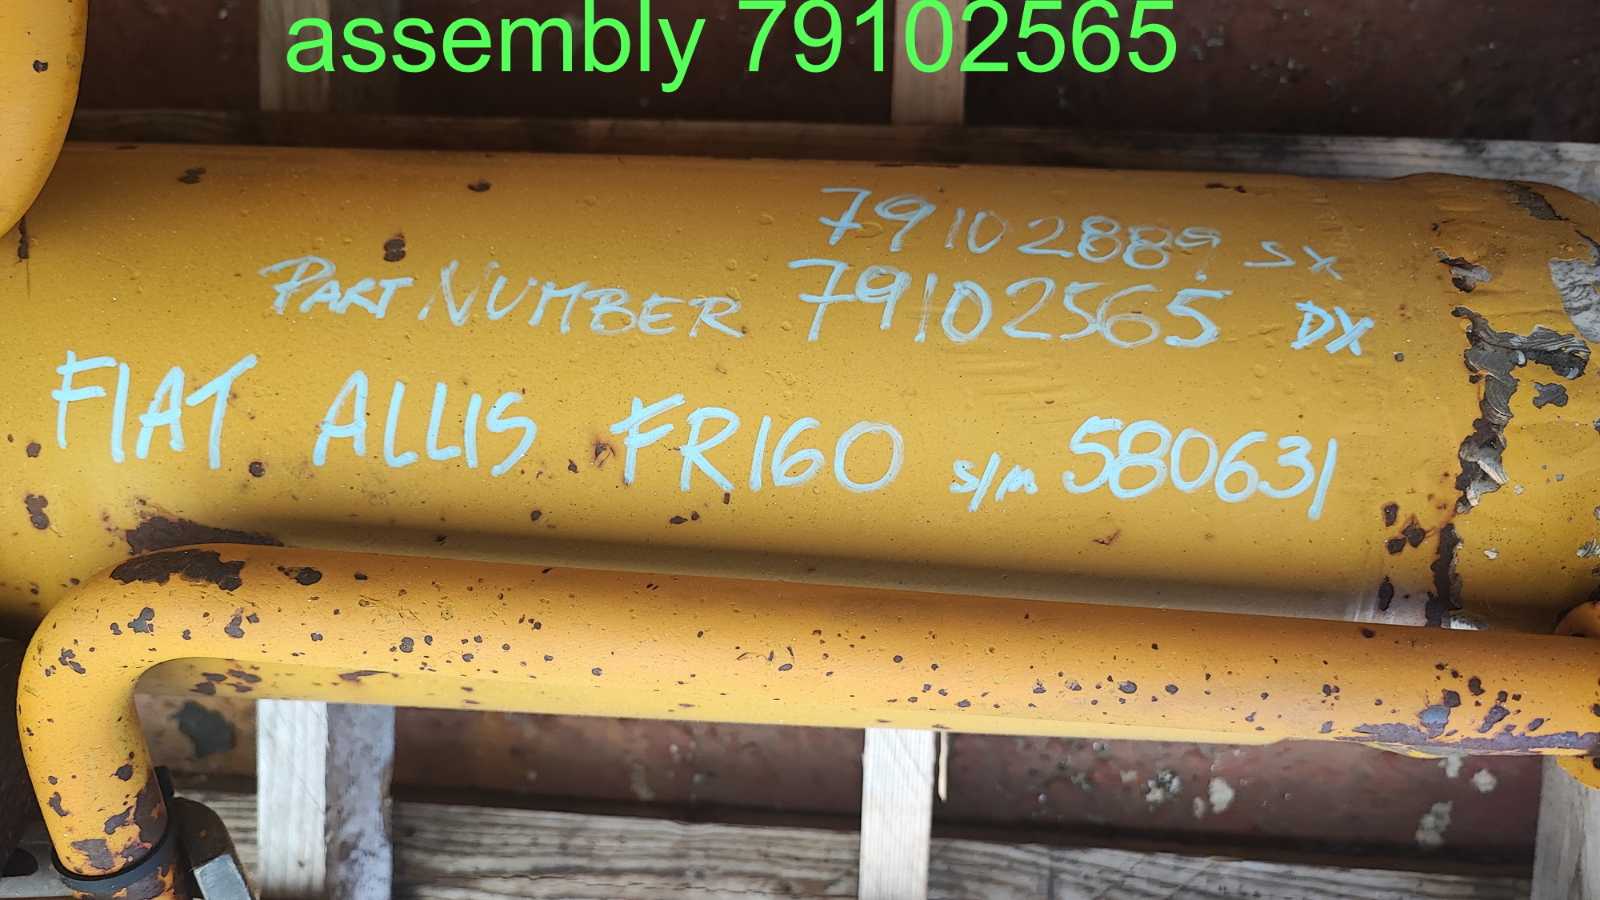 assembly 79102565
79102889 SX
PART NUMBER 79102565 DX
FIAT ALLIS FR160 S/N 580631